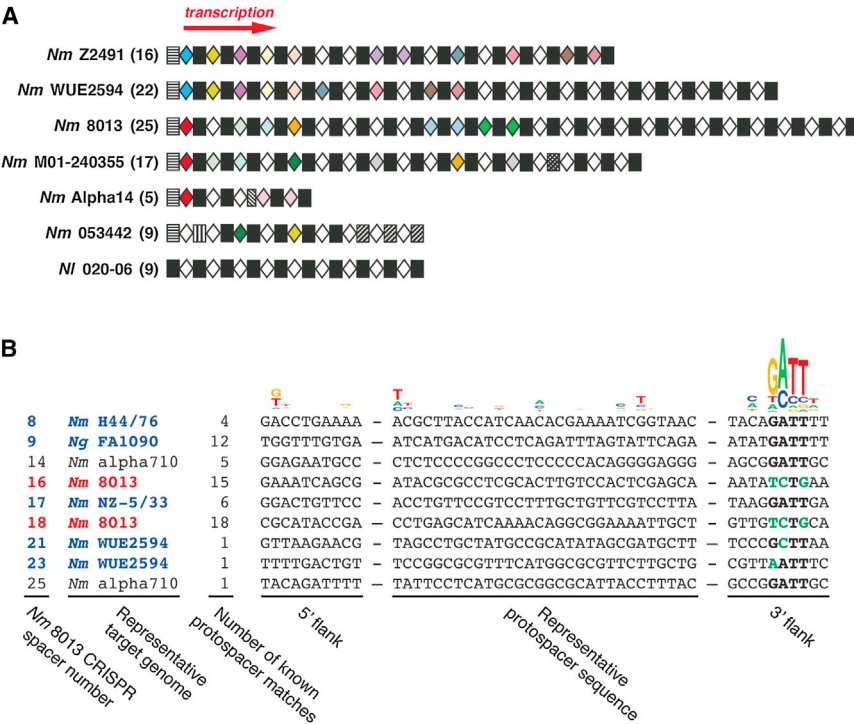 A
transcription
Nm Z2491 (16)
Nm WUE2594 (22)
Nm 8013 (25)
Nm M01-240355 (17)
Nm Alpha14 (5)
Nm 053442 (9)
Nl 020-06 (9)
B
8 Nm H44/76 4 GACCTGAAAA – ACGCTTACCATCAACACGAAAATCGGTAAC – TACAGATTTT
9 Ng FA1090 12 TGGTTTGTGA – ATCATGACATCCTCAGATTTAGTATTCAGA – ATATGATTTT
14 Nm alpha710 5 GGAGAATGCC – CTCTCCCCGGCCGCTCCCCCACAGGGGAGGG – AGCGGATTGC
16 Nm 8013 15 GAAATCAGCG – ATACGCGCCTGCTCGTCCACTCTCCGAGCA – AATATCTGAA
17 Nm NZ-5/33 6 GGACTGTTCC – ACCTGTTCCGTCCTTGCTGTTCGTCCTTA – TAAGGATTGA
18 Nm 8013 18 CGCATACCGA – CCTGAGCATCAAAACAGGCGGAAAATTGCT – GTTGTCTGCA
21 Nm WUE2594 1 GTTAAGAACG – TAGCCTGCTATGCCGCATAGCGATGCTT – TCCCGCTTAA
23 Nm WUE2594 1 TTTTGACTGT – TCCGGCGCGTTTCATGGCGCGTTCTTGCTG – CGTTAATTTC
25 Nm alpha710 1 TACAGATTTT – TATTCCTCATGCGCGGCGCATTACCTTTAC – GCCGGATTGC
Nm 8013 CRISPR
spacer number
Representative
target genome
Number of known
protospacer matches
5’ flank
Representative
protospacer sequence
3’ flank